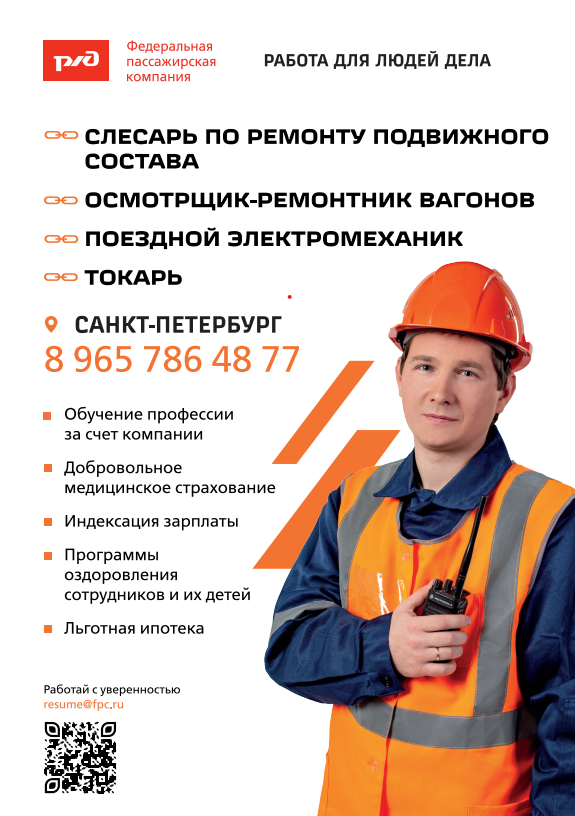 РЖД
Федеральная
пассажирская
компания
РАБОТА ДЛЯ ЛЮДЕЙ ДЕЛА
СЛЕСАРЬ ПО РЕМОНТУ ПОДВИЖНОГО
СОСТАВА
ОСМОТРЩИК-РЕМОНТНИК ВАГОНОВ
ПОЕЗДНОЙ ЭЛЕКТРОМЕХАНИК
ТОКАРЬ
САНКТ-ПЕТЕРБУРГ
8 965 786 48 77
Обучение профессии
за счет компании
Добровольное
медицинское страхование
Индексация зарплаты
Программы
оздоровления
сотрудников и их детей
Льготная ипотека
Работай с уверенностью
resume@fpc.ru